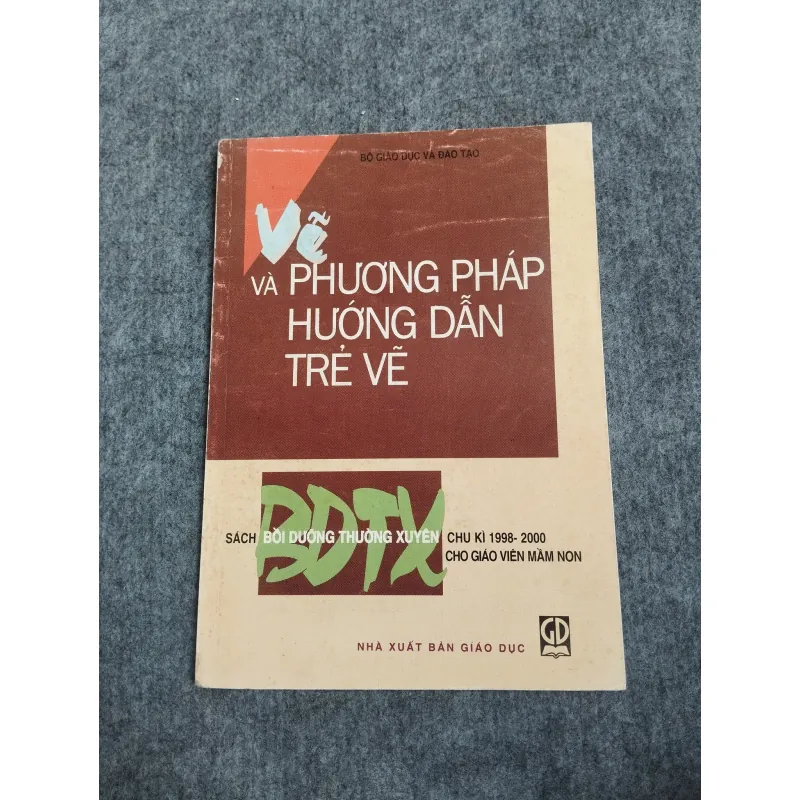 BỘ GIÁO DỤC VÀ ĐÀO TẠO
Vẽ
VÀ PHƯƠNG PHÁP
HƯỚNG DẪN
TRẺ VẼ
BDTX
SÁCH BỒI DƯỠNG THƯỜNG XUYÊN CHU KÌ 1998- 2000
CHO GIÁO VIÊN MẦM NON
NHÀ XUẤT BẢN GIÁO DỤC
GD